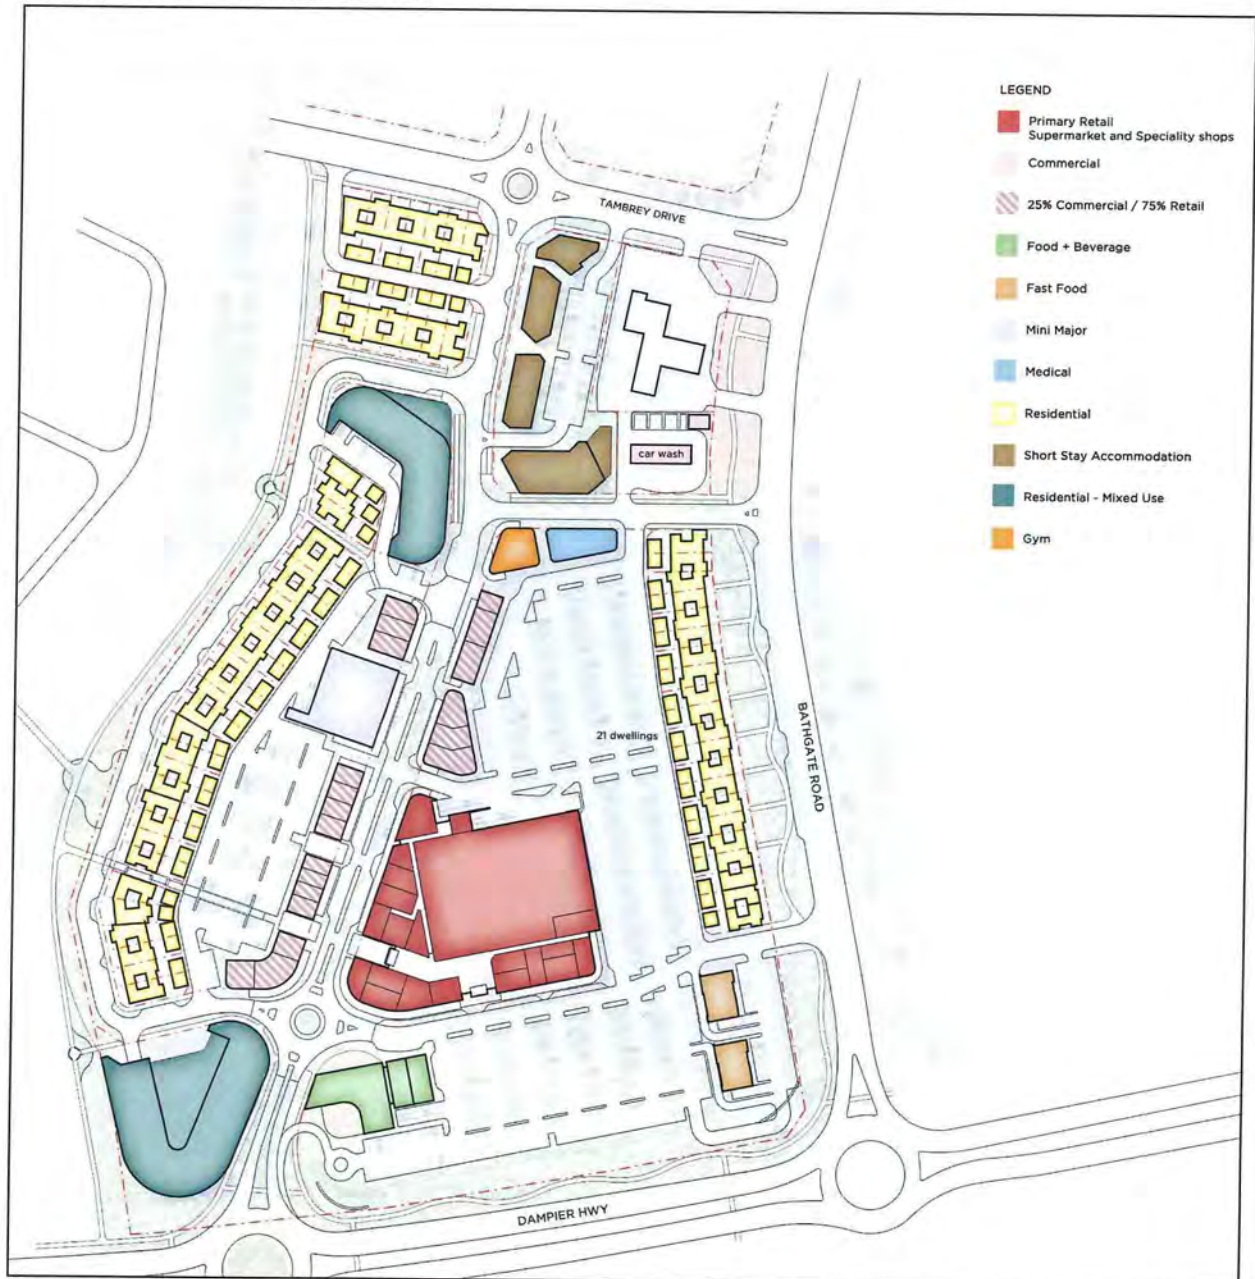 LEGEND
Primary Retail
Supermarket and Speciality shops
Commercial
25% Commercial / 75% Retail
Food + Beverage
Fast Food
Mini Major
Medical
Residential
Short Stay Accommodation
Residential - Mixed Use
Gym
TAMBREY DRIVE
car wash
21 dwellings
BATHGATE ROAD
DAMPIER HWY